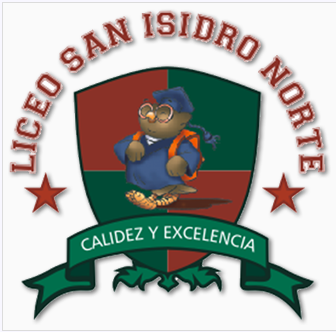 LICEO SAN ISIDRO NORTE
CALIDEZ Y EXCELENCIA